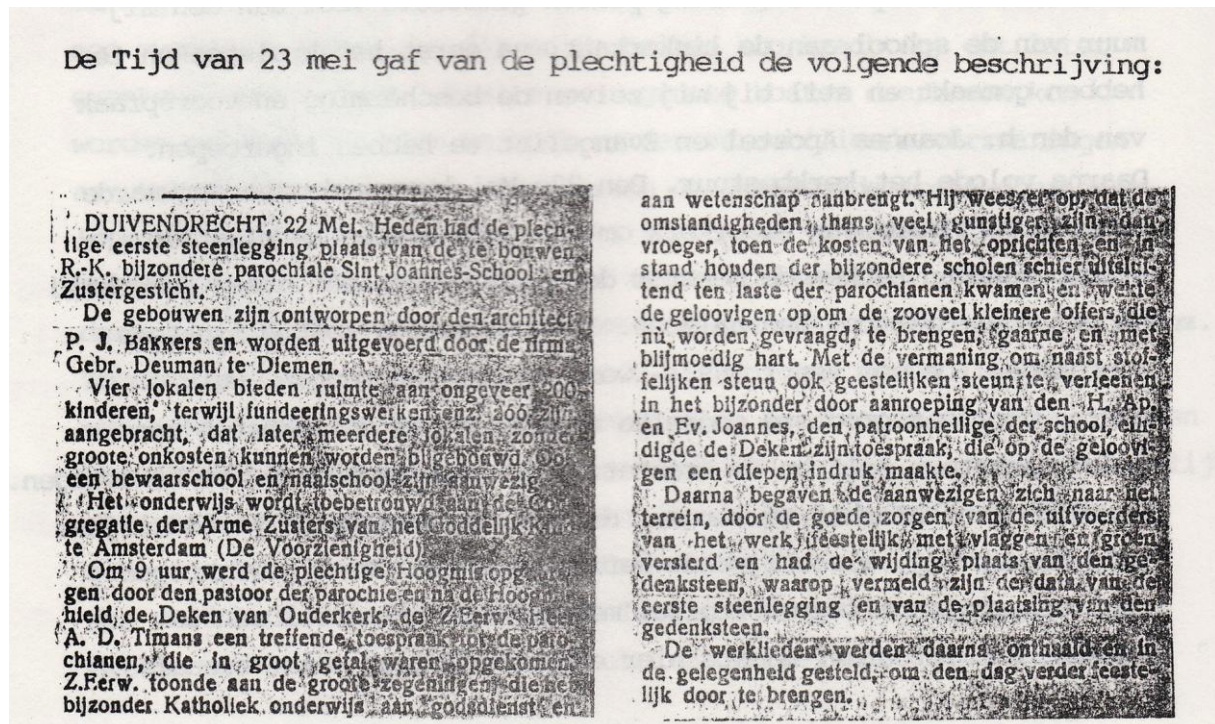 De Tijd van 23 mei gaf van de plechtigheid de volgende beschrijving:
DUIVENDRECHT, 22 Mei. Heden had de plech-
tige eerste steenlegging plaats van de te bouwen
R.-K. bijzondere parochiale Sint Joannes-School en
Zustergesticht.
De gebouwen zijn ontworpen door den architect
P. J. Bakkers en worden uitgevoerd door de firma
Gebr. Deuman te Diemen.
Vier lokalen bieden ruimte aan ongeveer 200
kinderen, terwijl fundeeringswerken enz. zóó zijn
aangebracht, dat later meerdere lokalen zonder
groote onkosten kunnen worden bijgebouwd. Ook
een bewaarschool en naaischool zijn aanwezig.
Het onderwijs wordt toebetrouwd aan de Con-
gregatie der Arme Zusters van het Goddelijk Kind
te Amsterdam (De Voorzienigheid)
Om 9 uur werd de plechtige Hoogmis opgedra-
gen door den pastoor der parochie en na de Hoogmis
hield de Deken van Ouderkerk, de Z.Eerw. Heer
A. D. Timans een treffende toespraak tot de paro-
chianen, die in groot getal waren opgekomen.
Z.Eerw. toonde aan de groote zegeningen, die het
bijzonder Katholiek onderwijs aan godsdienst en
aan wetenschap aanbrengt. Hij wees er op, dat de
omstandigheden thans veel gunstiger zijn dan
vroeger, toen de kosten van het oprichten en in
stand houden der bijzondere scholen schier uitslui-
tend ten laste der parochianen kwamen en wekte
de geloovigen op om de zooveel kleinere offers, die
nu worden gevraagd, te brengen gaarne en met
blijmoedig hart. Met de vermaning om naast stof-
felijken steun ook geestelijken steun te verleenen
in het bijzonder door aanroeping van den H. Ap.
en Ev. Joannes, den patroonheilige der school, ein-
digde de Deken zijn toespraak, die op de geloovi-
gen een diepen indruk maakte.
Daarna begaven de aanwezigen zich naar het
terrein, door de goede zorgen van de uitvoerders
van het werk feestelijk met vlaggen en groen
versierd en had de wijding plaats van den ge-
denksteen, waarop vermeld zijn de data van de
eerste steenlegging en van de plaatsing van den
gedenksteen.
De werklieden werden daarna onthaald en in
de gelegenheid gesteld, om den dag verder feeste-
lijk door te brengen.